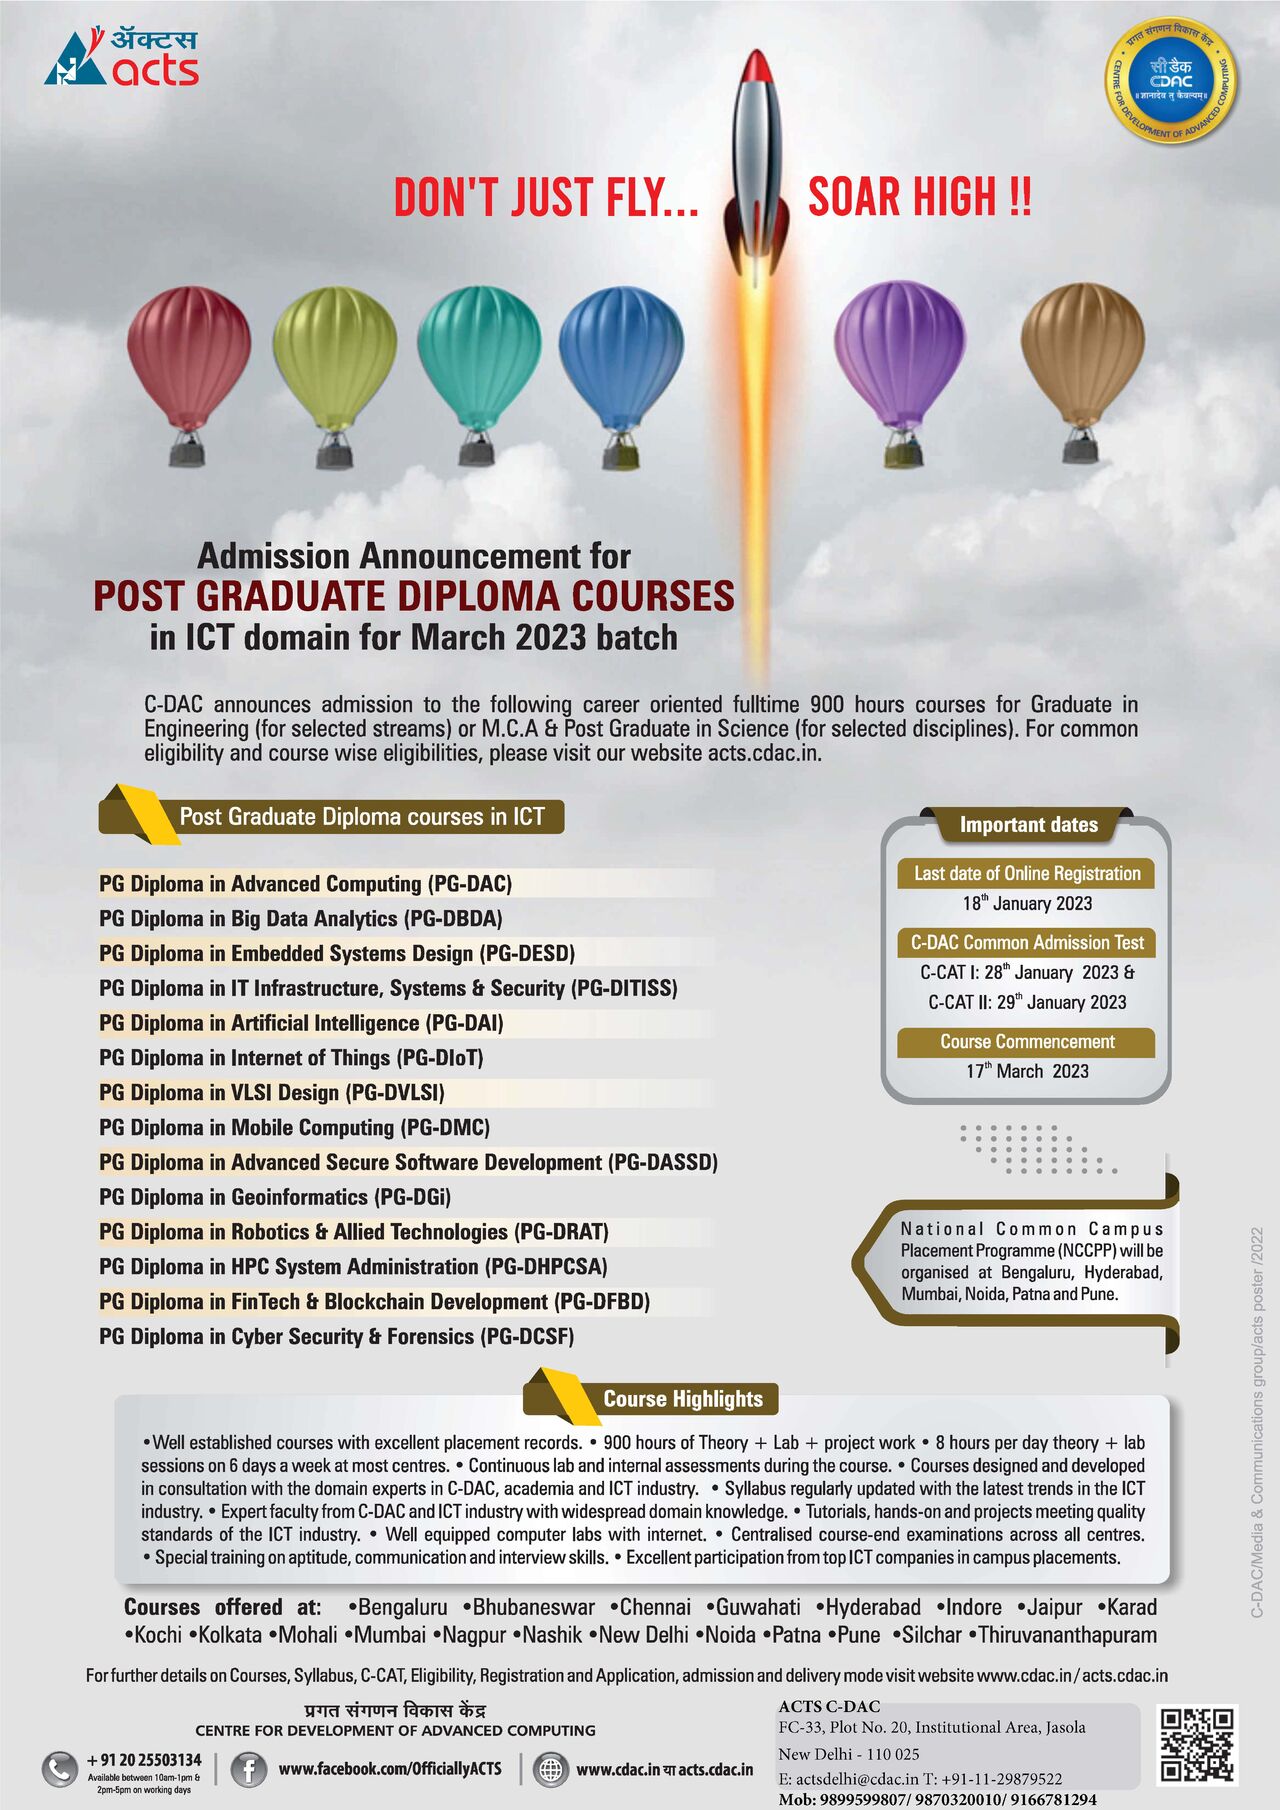 ॲक्टस
acts
प्रगत संगणन विकास केंद्र
सी डैक
CDAC
॥ज्ञानादेव तु कैवल्यम्॥
CENTRE FOR DEVELOPMENT OF ADVANCED COMPUTING
DON'T JUST FLY... SOAR HIGH !!
Admission Announcement for
POST GRADUATE DIPLOMA COURSES
in ICT domain for March 2023 batch
C-DAC announces admission to the following career oriented fulltime 900 hours courses for Graduate in
Engineering (for selected streams) or M.C.A & Post Graduate in Science (for selected disciplines). For common
eligibility and course wise eligibilities, please visit our website acts.cdac.in.
Post Graduate Diploma courses in ICT
PG Diploma in Advanced Computing (PG-DAC)
PG Diploma in Big Data Analytics (PG-DBDA)
PG Diploma in Embedded Systems Design (PG-DESD)
PG Diploma in IT Infrastructure, Systems & Security (PG-DITISS)
PG Diploma in Artificial Intelligence (PG-DAI)
PG Diploma in Internet of Things (PG-DIoT)
PG Diploma in VLSI Design (PG-DVLSI)
PG Diploma in Mobile Computing (PG-DMC)
PG Diploma in Advanced Secure Software Development (PG-DASSD)
PG Diploma in Geoinformatics (PG-DGi)
PG Diploma in Robotics & Allied Technologies (PG-DRAT)
PG Diploma in HPC System Administration (PG-DHPCSA)
PG Diploma in FinTech & Blockchain Development (PG-DFBD)
PG Diploma in Cyber Security & Forensics (PG-DCSF)
Important dates
Last date of Online Registration
18th January 2023
C-DAC Common Admission Test
C-CAT I: 28th January 2023 &
C-CAT II: 29th January 2023
Course Commencement
17th March 2023
National Common Campus
Placement Programme (NCCPP) will be
organised at Bengaluru, Hyderabad,
Mumbai, Noida, Patna and Pune.
C-DAC/Media & Communications group/acts poster /2022
Course Highlights
•Well established courses with excellent placement records. • 900 hours of Theory + Lab + project work • 8 hours per day theory + lab
sessions on 6 days a week at most centres. • Continuous lab and internal assessments during the course. • Courses designed and developed
in consultation with the domain experts in C-DAC, academia and ICT industry. • Syllabus regularly updated with the latest trends in the ICT
industry. • Expert faculty from C-DAC and ICT industry with widespread domain knowledge. • Tutorials, hands-on and projects meeting quality
standards of the ICT industry. • Well equipped computer labs with internet. • Centralised course-end examinations across all centres.
• Special training on aptitude, communication and interview skills. • Excellent participation from top ICT companies in campus placements.
Courses offered at: •Bengaluru •Bhubaneswar •Chennai •Guwahati •Hyderabad •Indore •Jaipur •Karad
•Kochi •Kolkata •Mohali •Mumbai •Nagpur •Nashik •New Delhi •Noida •Patna •Pune •Silchar •Thiruvananthapuram
For further details on Courses, Syllabus, C-CAT, Eligibility, Registration and Application, admission and delivery mode visit website www.cdac.in/ acts.cdac.in
प्रगत संगणन विकास केंद्र
CENTRE FOR DEVELOPMENT OF ADVANCED COMPUTING
+ 91 20 25503134
Available between 10am-1pm &
2pm-5pm on working days
www.facebook.com/OfficiallyACTS
www.cdac.in या acts.cdac.in
ACTS C-DAC
FC-33, Plot No. 20, Institutional Area, Jasola
New Delhi - 110 025
E: actsdelhi@cdac.in T: +91-11-29879522
Mob: 9899599807/ 9870320010/ 9166781294